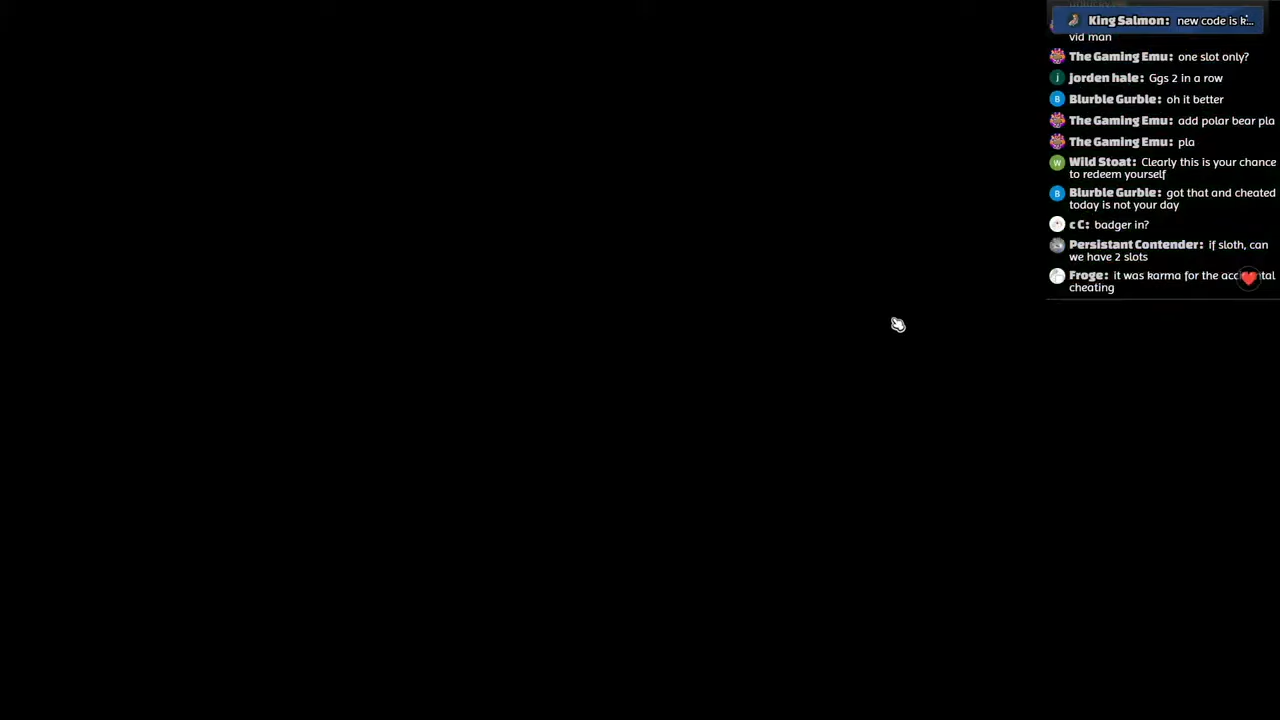 King Salmon: new code is k...
vid man
The Gaming Emu: one slot only?
jorden hale: Ggs 2 in a row
Blurble Gurble: oh it better
The Gaming Emu: add polar bear pla
The Gaming Emu: pla
Wild Stoat: Clearly this is your chance
to redeem yourself
Blurble Gurble: got that and cheated
today is not your day
c C: badger in?
Persistant Contender: if sloth, can
we have 2 slots
Froge: it was karma for the accidental
cheating